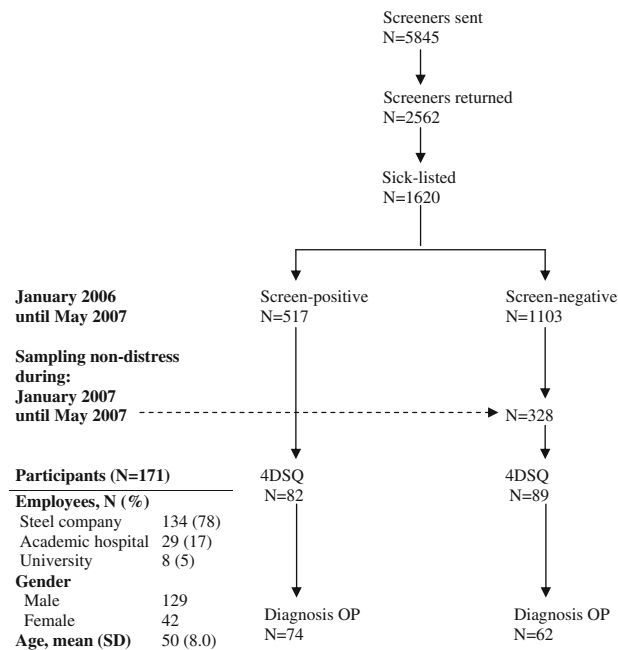 Screeners sent
N=5845
Screeners returned
N=2562
Sick-listed
N=1620
January 2006
until May 2007
Screen-positive
N=517
Screen-negative
N=1103
Sampling non-distress
during:
January 2007
until May 2007
N=328
Participants (N=171)
Employees, N (%)
Steel company 134 (78)
Academic hospital 29 (17)
University 8 (5)
Gender
Male 129
Female 42
Age, mean (SD) 50 (8.0)
4DSQ
N=82
4DSQ
N=89
Diagnosis OP
N=74
Diagnosis OP
N=62